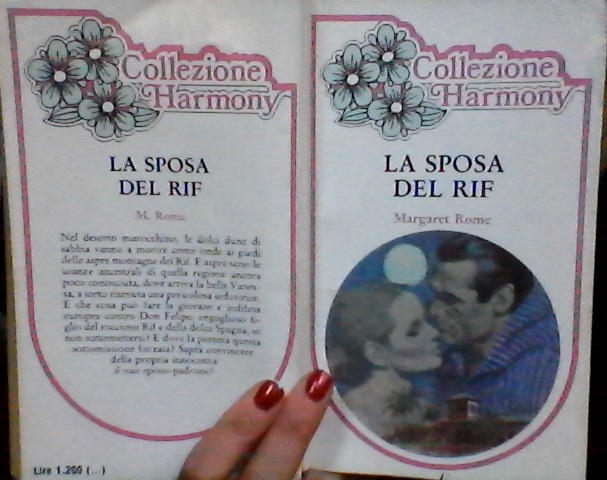 Collezione
Harmony
LA SPOSA
DEL RIF
M. Rome
Nel deserto marocchino, le dolci dune di
sabbia vanno a morire come onde ai piedi
delle aspre montagne del Rif. E aspre sono le
usanze ancestrali di quella regione ancora
poco conosciuta, dove arriva la bella Vanes-
sa, a torto ritenuta una pericolosa seduttrice.
E che cosa può fare la giovane e indifesa
europea contro Don Felipe, orgoglioso fi-
glio del roccioso Rif e della dolce Spagna, se
non sottomettersi? E dove la porterà questa
sottomissione forzata? Saprà convincere
della propria innocenza
il suo sposo-padrone?
Lire 1.200 (...)
Collezione
Harmony
LA SPOSA
DEL RIF
Margaret Rome